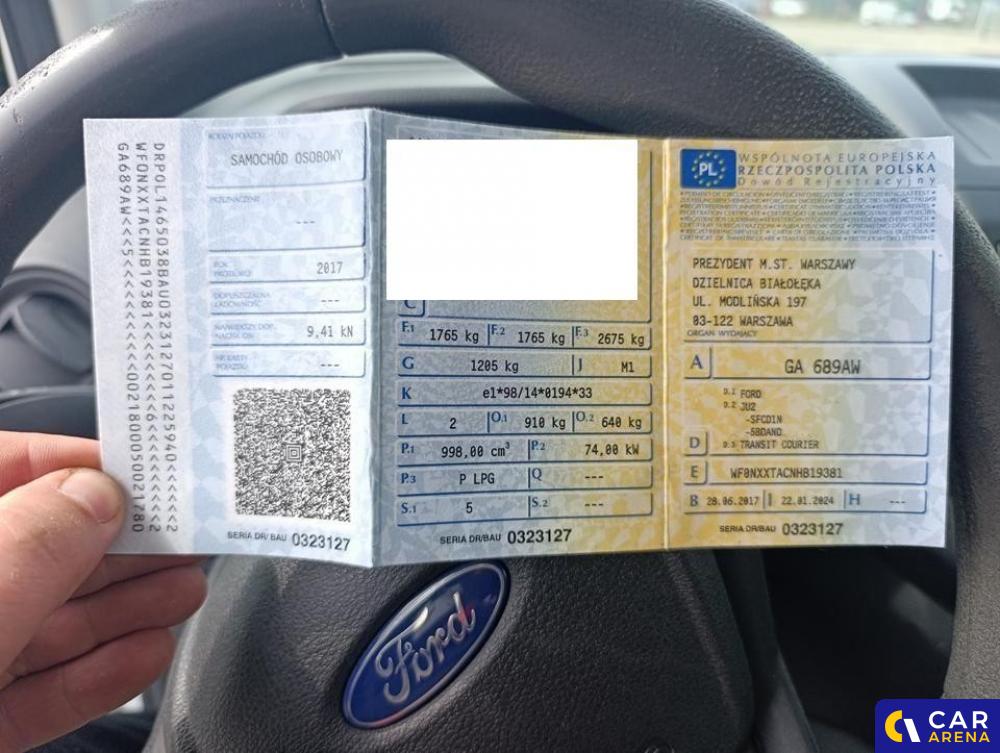 DRPOL1465038BAU0323127011225940<<<<<<<2
WF0NXXTACNHB19381<<<<<<<<<<<<
GA689AW<<5
RODZAJ POJAZDU
SAMOCHÓD OSOBOWY
PRZEZNACZENIE
---
ROK PRODUKCJI 2017
DOPUSZCZALNA ŁADOWNOŚĆ ---
NAJWIĘKSZY DOP. NACISK OSI 9,41 kN
NR KARTY POJAZDU ---
SERIA DR/BAU 0323127
C
F.1 1765 kg F.2 1765 kg F.3 2675 kg
G 1205 kg J M1
K e1*98/14*0194*33
L 2 O.1 910 kg O.2 640 kg
P.1 998,00 cm³ P.2 74,00 kW
P.3 P LPG Q ---
S.1 5 S.2 ---
SERIA DR/BAU 0323127
PL
WSPÓLNOTA EUROPEJSKA
RZECZPOSPOLITA POLSKA
Dowód Rejestracyjny
PREZYDENT M.ST. WARSZAWY
DZIELNICA BIAŁOŁĘKA
UL. MODLIŃSKA 197
03-122 WARSZAWA
ORGAN WYDAJĄCY
A GA 689AW
D.1 FORD
D.2 JU2
-SFCD1N
-5BDAND
D D.3 TRANSIT COURIER
E WF0NXXTACNHB19381
B 28.06.2017 I 22.01.2024 H ---
SERIA DR/BAU 0323127
Ford
CAR
ARENA